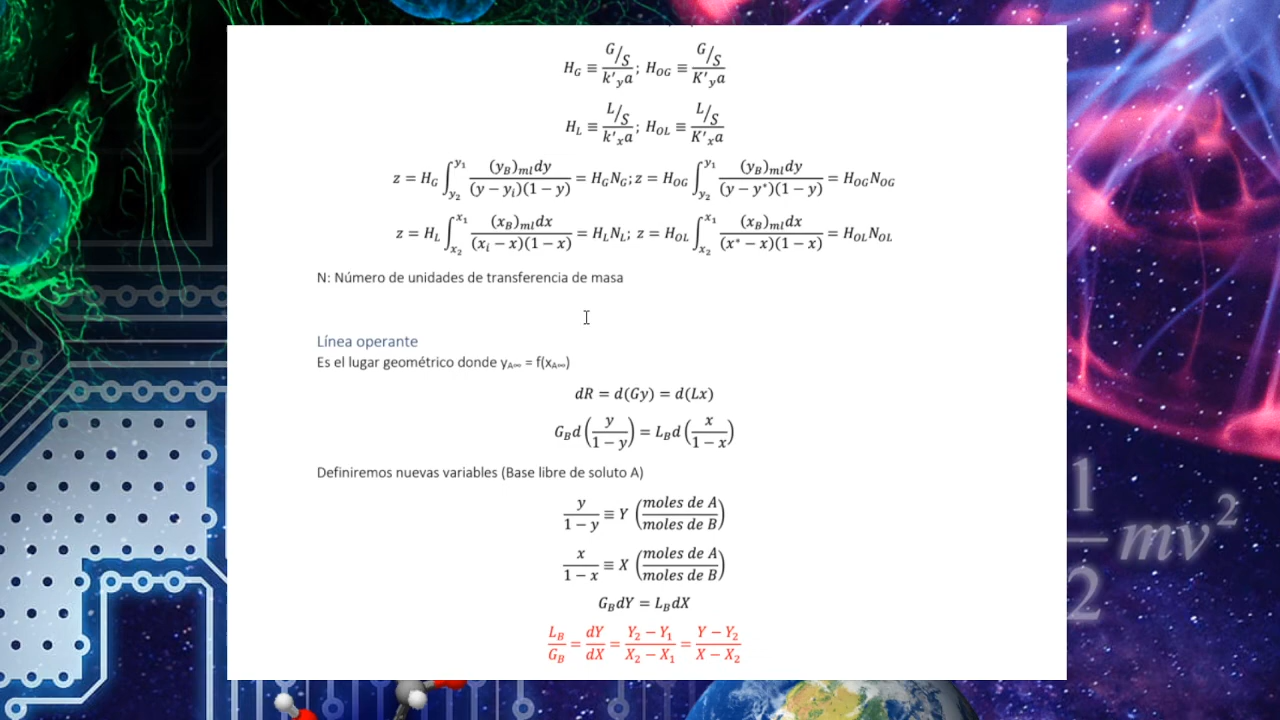 H_G ≡ (G/S)/(k'_y a); H_OG ≡ (G/S)/(K'_y a)
H_L ≡ (L/S)/(k'_x a); H_OL ≡ (L/S)/(K'_x a)
z = H_G ∫_{y_2}^{y_1} (y_B)_ml dy/((y − y_i)(1 − y)) = H_G N_G; z = H_OG ∫_{y_2}^{y_1} (y_B)_ml dy/((y − y*)(1 − y)) = H_OG N_OG
z = H_L ∫_{x_2}^{x_1} (x_B)_ml dx/((x_i − x)(1 − x)) = H_L N_L; z = H_OL ∫_{x_2}^{x_1} (x_B)_ml dx/((x* − x)(1 − x)) = H_OL N_OL
N: Número de unidades de transferencia de masa
Línea operante
Es el lugar geométrico donde y_A∞ = f(x_A∞)
dR = d(Gy) = d(Lx)
G_B d(y/(1 − y)) = L_B d(x/(1 − x))
Definiremos nuevas variables (Base libre de soluto A)
y/(1 − y) ≡ Y (moles de A/moles de B)
x/(1 − x) ≡ X (moles de A/moles de B)
G_B dY = L_B dX
L_B/G_B = dY/dX = (Y_2 − Y_1)/(X_2 − X_1) = (Y − Y_2)/(X − X_2)
1/2 mv²